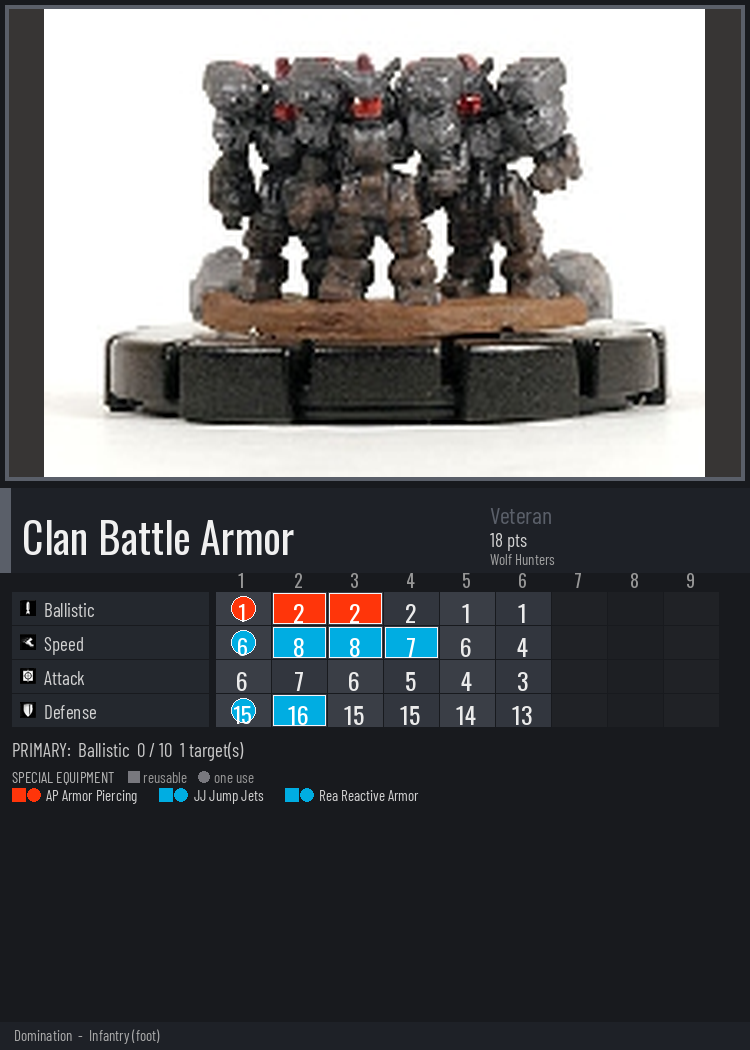 Clan Battle Armor
Veteran
18 pts
Wolf Hunters
1 2 3 4 5 6 7 8 9
Ballistic 1 2 2 2 1 1
Speed 6 8 8 7 6 4
Attack 6 7 6 5 4 3
Defense 15 16 15 15 14 13
PRIMARY: Ballistic 0 / 10 1 target(s)
SPECIAL EQUIPMENT reusable one use
AP Armor Piercing JJ Jump Jets Rea Reactive Armor
Domination - Infantry (foot)